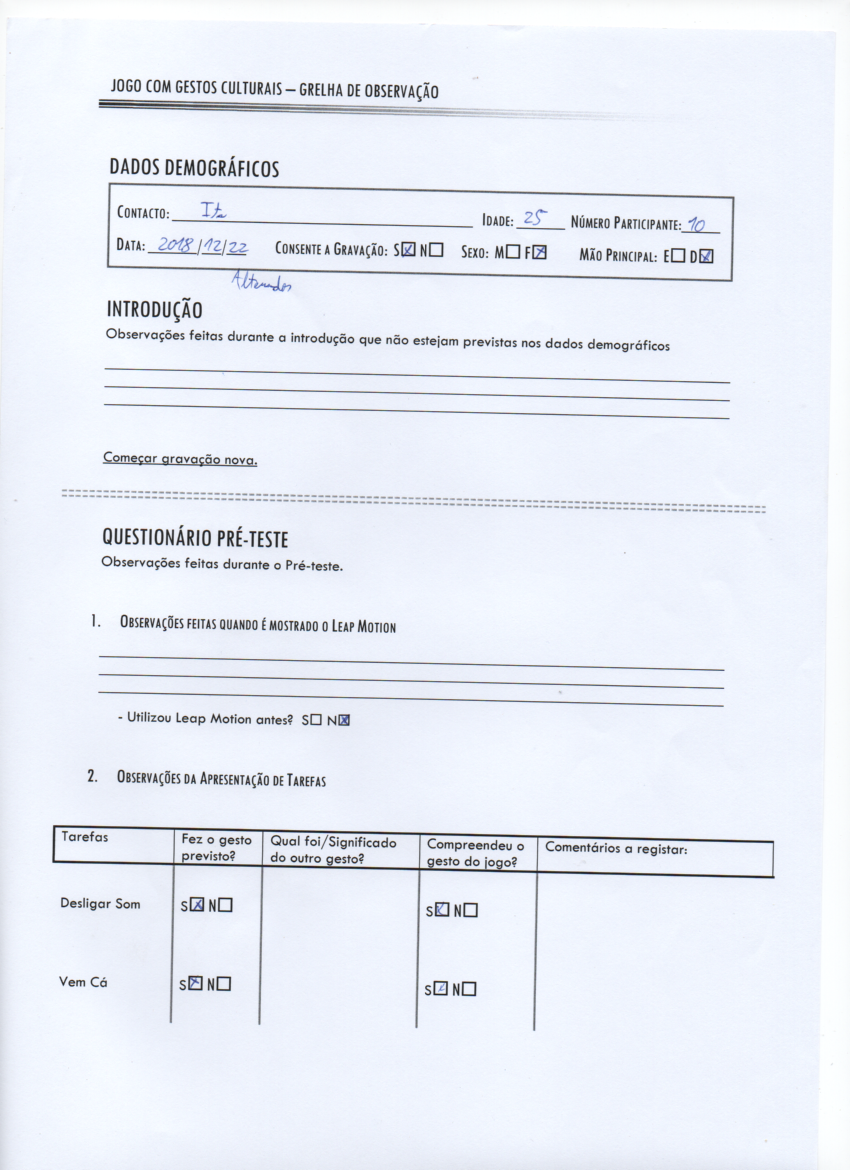 JOGO COM GESTOS CULTURAIS – GRELHA DE OBSERVAÇÃO
DADOS DEMOGRÁFICOS
CONTACTO: IDADE: 25 NÚMERO PARTICIPANTE: 10
DATA: 2018/12/22 CONSENTE A GRAVAÇÃO: S☒ N☐ SEXO: M☐ F☒ MÃO PRINCIPAL: E☐ D☒
INTRODUÇÃO
Observações feitas durante a introdução que não estejam previstas nos dados demográficos
Começar gravação nova.
QUESTIONÁRIO PRÉ-TESTE
Observações feitas durante o Pré-teste.
1. OBSERVAÇÕES FEITAS QUANDO É MOSTRADO O LEAP MOTION
- Utilizou Leap Motion antes? S☐ N☒
2. OBSERVAÇÕES DA APRESENTAÇÃO DE TAREFAS
Tarefas Fez o gesto previsto? Qual foi/Significado do outro gesto? Compreendeu o gesto do jogo? Comentários a registar:
Desligar Som S☒ N☐ S☒ N☐
Vem Cá S☒ N☐ S☒ N☐